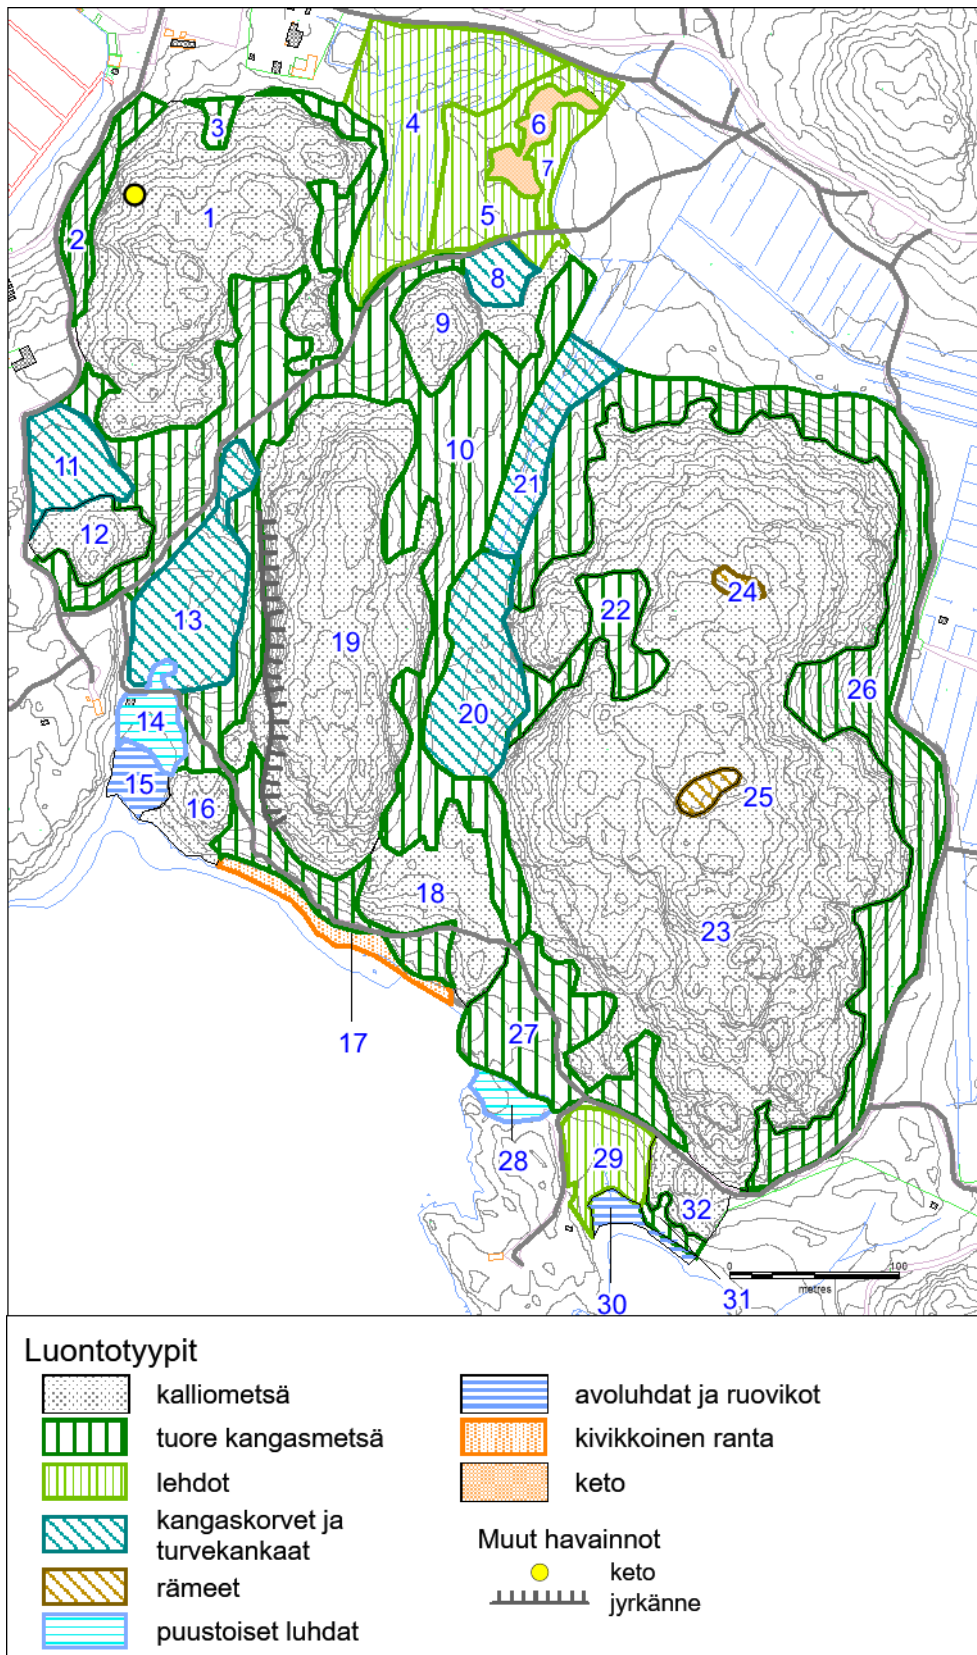 4
6
3
7
1
5
2
8
9
10
11
21
12
24
22
13
19
26
20
14
15
25
16
18
23
17
27
28
29
32
0 100
metres
30
31
Luontotyypit
kalliometsä
tuore kangasmetsä
lehdot
kangaskorvet ja
turvekankaat
rämeet
puustoiset luhdat
avoluhdat ja ruovikot
kivikkoinen ranta
keto
Muut havainnot
keto
jyrkänne